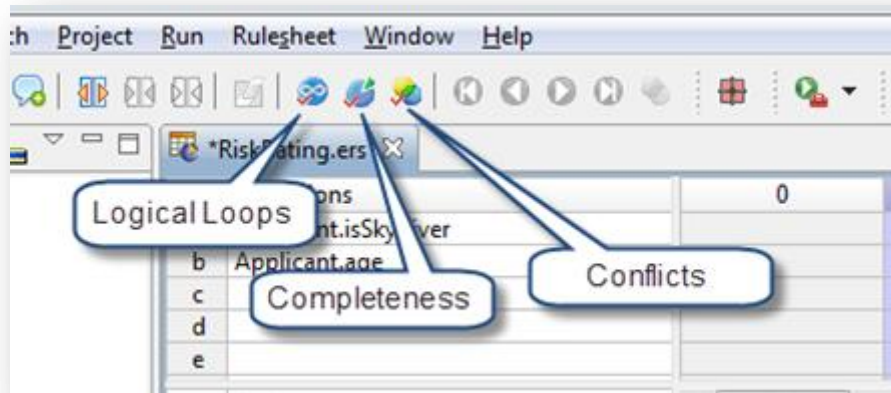 ch Project Run Rulesheet Window Help
*RiskRating.ers
ons 0
Logical Loops
nt.isSky ver
b Applicant.age
Conflicts
c
Completeness
d
e